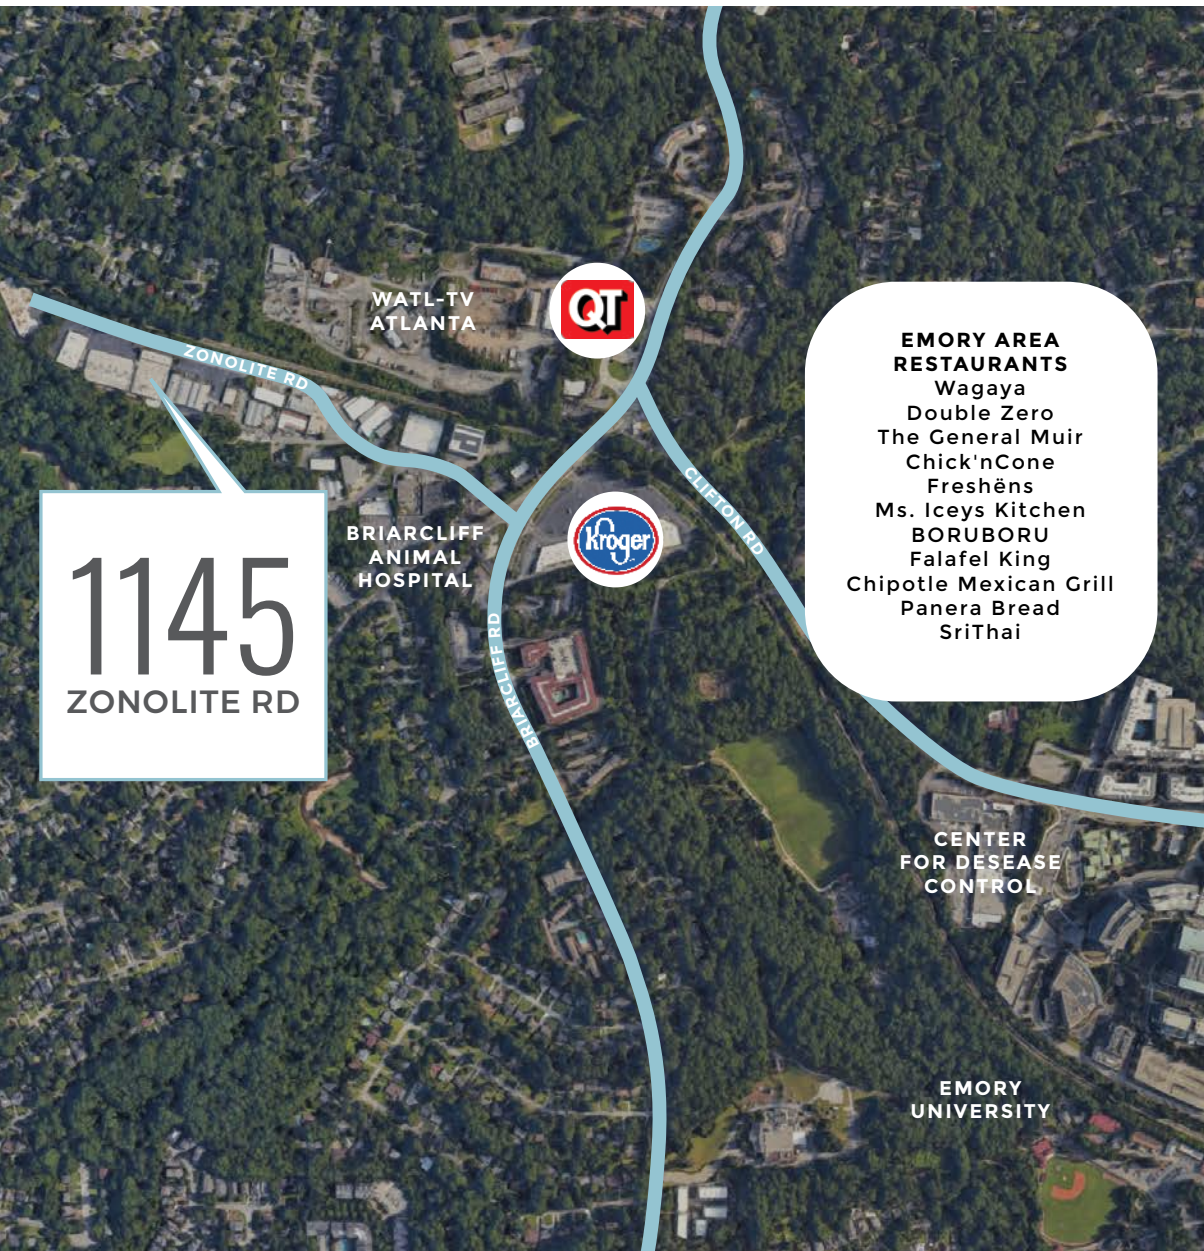 WATL-TV
ATLANTA
QT
ZONOLITE RD
EMORY AREA
RESTAURANTS
Wagaya
Double Zero
The General Muir
Chick'nCone
Freshëns
Ms. Iceys Kitchen
BORUBORU
Falafel King
Chipotle Mexican Grill
Panera Bread
SriThai
CLIFTON RD
1145
ZONOLITE RD
BRIARCLIFF
ANIMAL
HOSPITAL
Kroger
BRIARCLIFF RD
CENTER
FOR DESEASE
CONTROL
EMORY
UNIVERSITY